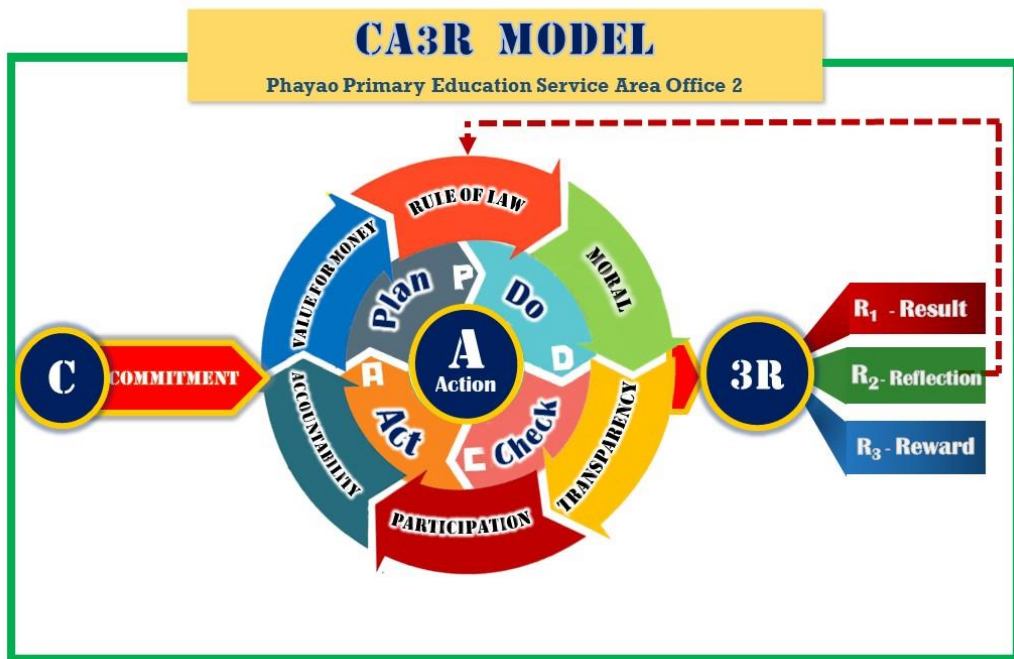 CA3R MODEL
Phayao Primary Education Service Area Office 2
C
COMMITMENT
RULE OF LAW
MORAL
TRANSPARENCY
PARTICIPATION
ACCOUNTABILITY
VALUE FOR MONEY
Plan
P
Do
D
Check
C
Act
A
A
Action
3R
R₁ - Result
R₂- Reflection
R₃ - Reward